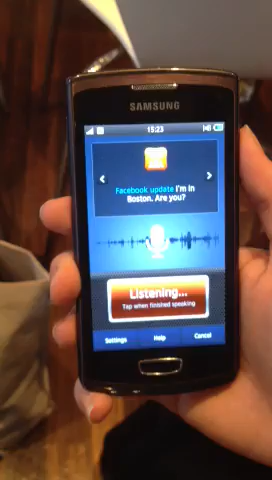 SAMSUNG
15:23
Facebook update I'm in
Boston. Are you?
Listening...
Tap when finished speaking
Settings Help Cancel